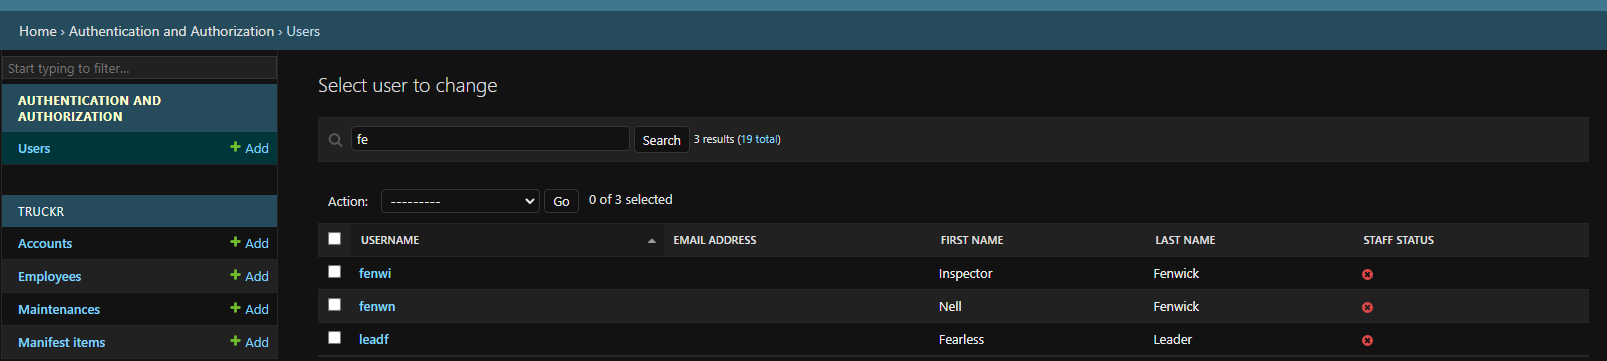 Home › Authentication and Authorization › Users
Start typing to filter...
AUTHENTICATION AND
AUTHORIZATION
Users + Add
TRUCKR
Accounts + Add
Employees + Add
Maintenances + Add
Manifest items + Add
Select user to change
fe Search 3 results (19 total)
Action: --------- Go 0 of 3 selected
USERNAME EMAIL ADDRESS FIRST NAME LAST NAME STAFF STATUS
fenwi Inspector Fenwick
fenwn Nell Fenwick
leadf Fearless Leader